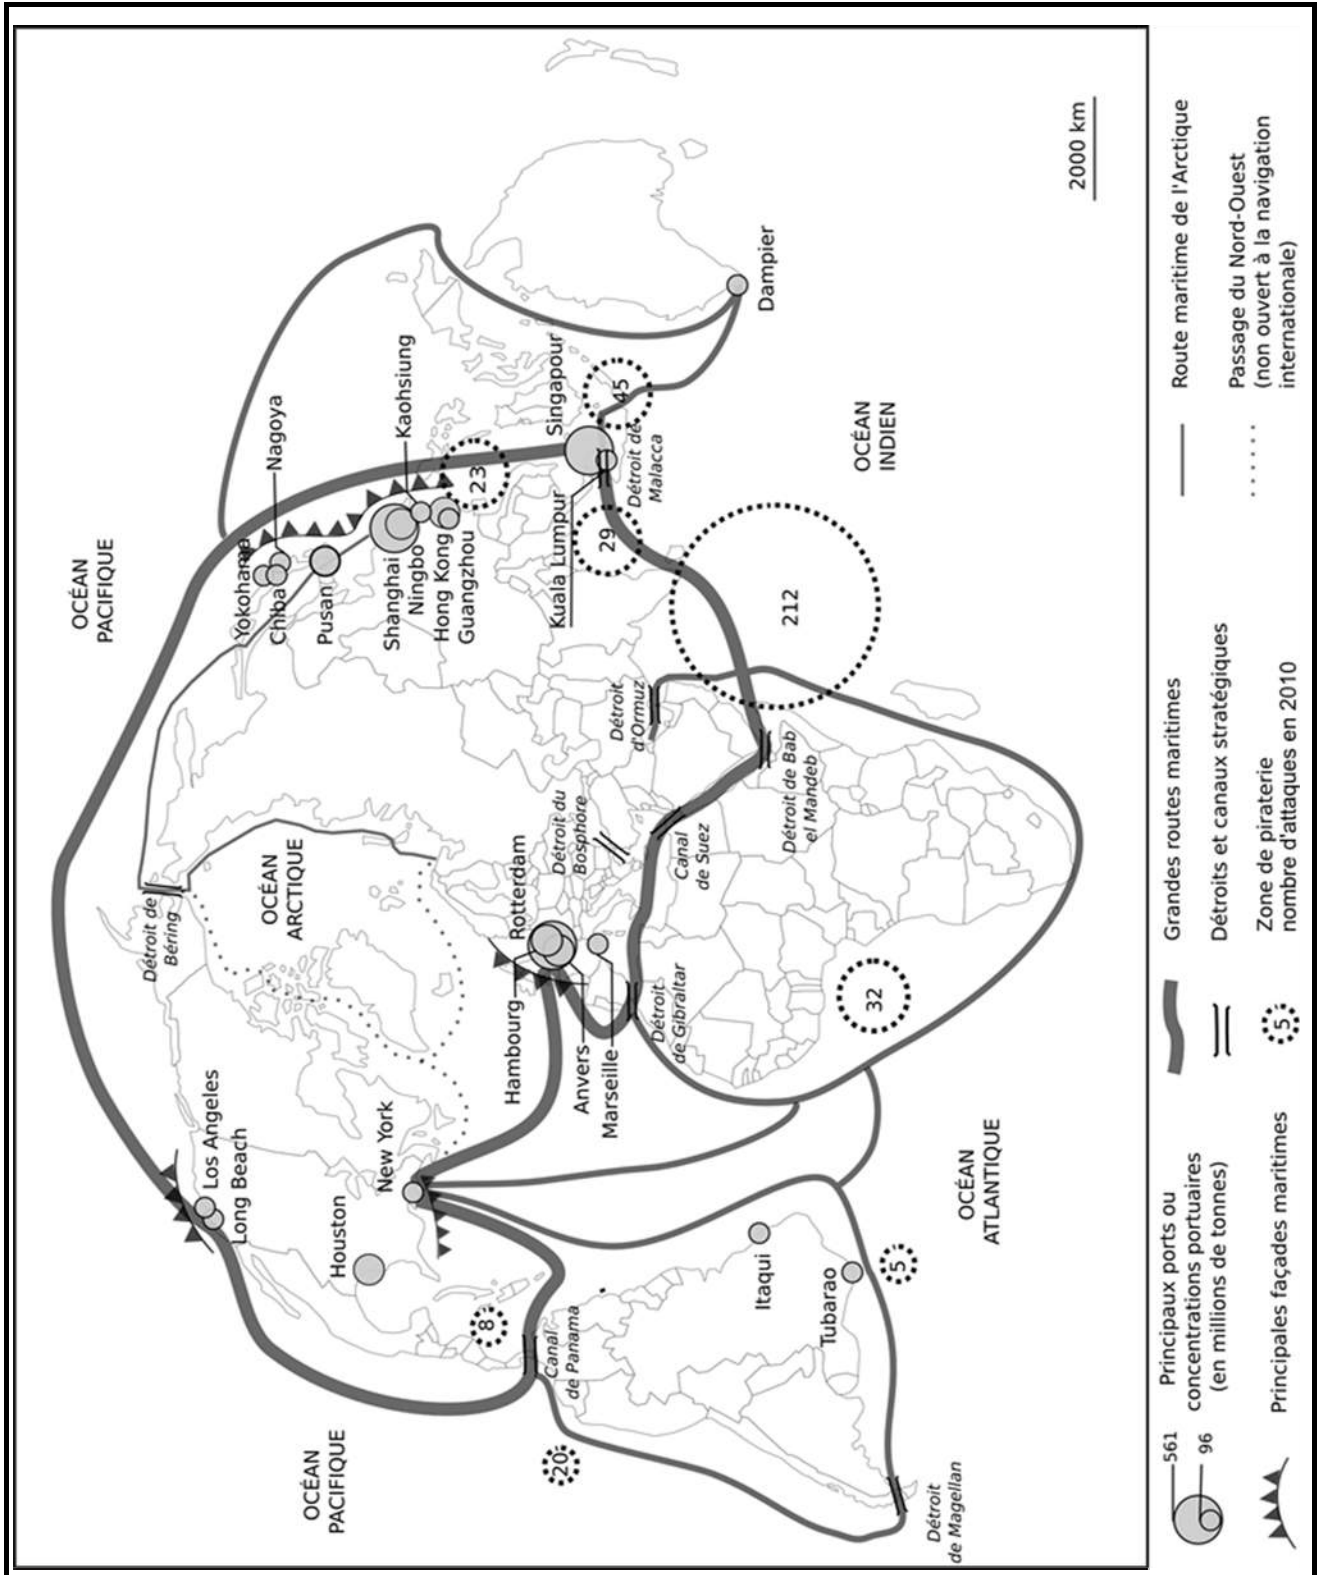 OCÉAN
PACIFIQUE
OCÉAN
PACIFIQUE
Los Angeles
Long Beach
Houston
New York
8
Canal
de Panama
20
Détroit
de Magellan
Itaqui
Tubarao
5
OCÉAN
ATLANTIQUE
Détroit de
Béring
OCÉAN
ARCTIQUE
Hambourg
Rotterdam
Anvers
Marseille
Détroit
de Gibraltar
Détroit du
Bosphore
Canal
de Suez
Détroit de Bab
el Mandeb
Détroit
d'Ormuz
32
212
Yokohama
Nagoya
Chiba
Pusan
Shanghai
Ningbo
Kaohsiung
Hong Kong
Guangzhou
23
Singapour
Kuala Lumpur
Détroit de
Malacca
29
45
OCÉAN
INDIEN
Dampier
2000 km
561
96
Principaux ports ou
concentrations portuaires
(en millions de tonnes)
Principales façades maritimes
Grandes routes maritimes
Détroits et canaux stratégiques
5
Zone de piraterie
nombre d'attaques en 2010
Route maritime de l'Arctique
Passage du Nord-Ouest
(non ouvert à la navigation
internationale)